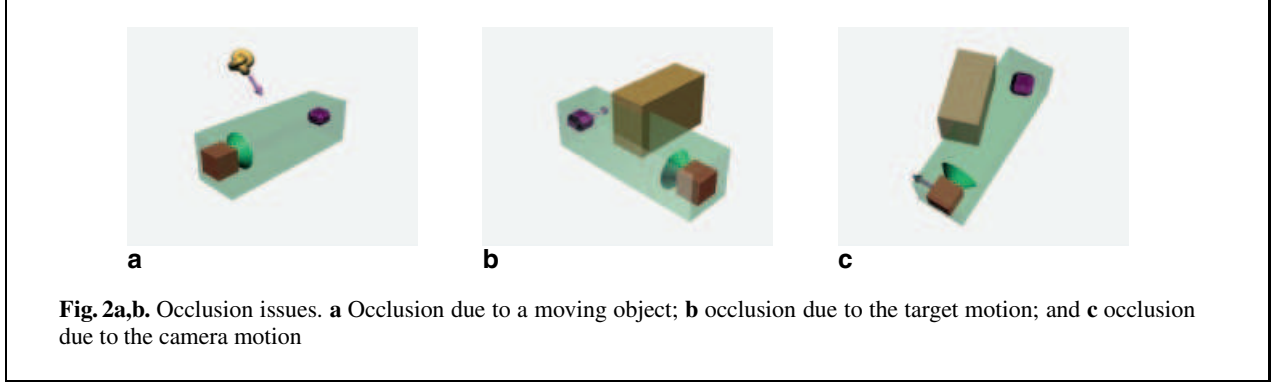 a
b
c
Fig. 2a,b. Occlusion issues. a Occlusion due to a moving object; b occlusion due to the target motion; and c occlusion
due to the camera motion